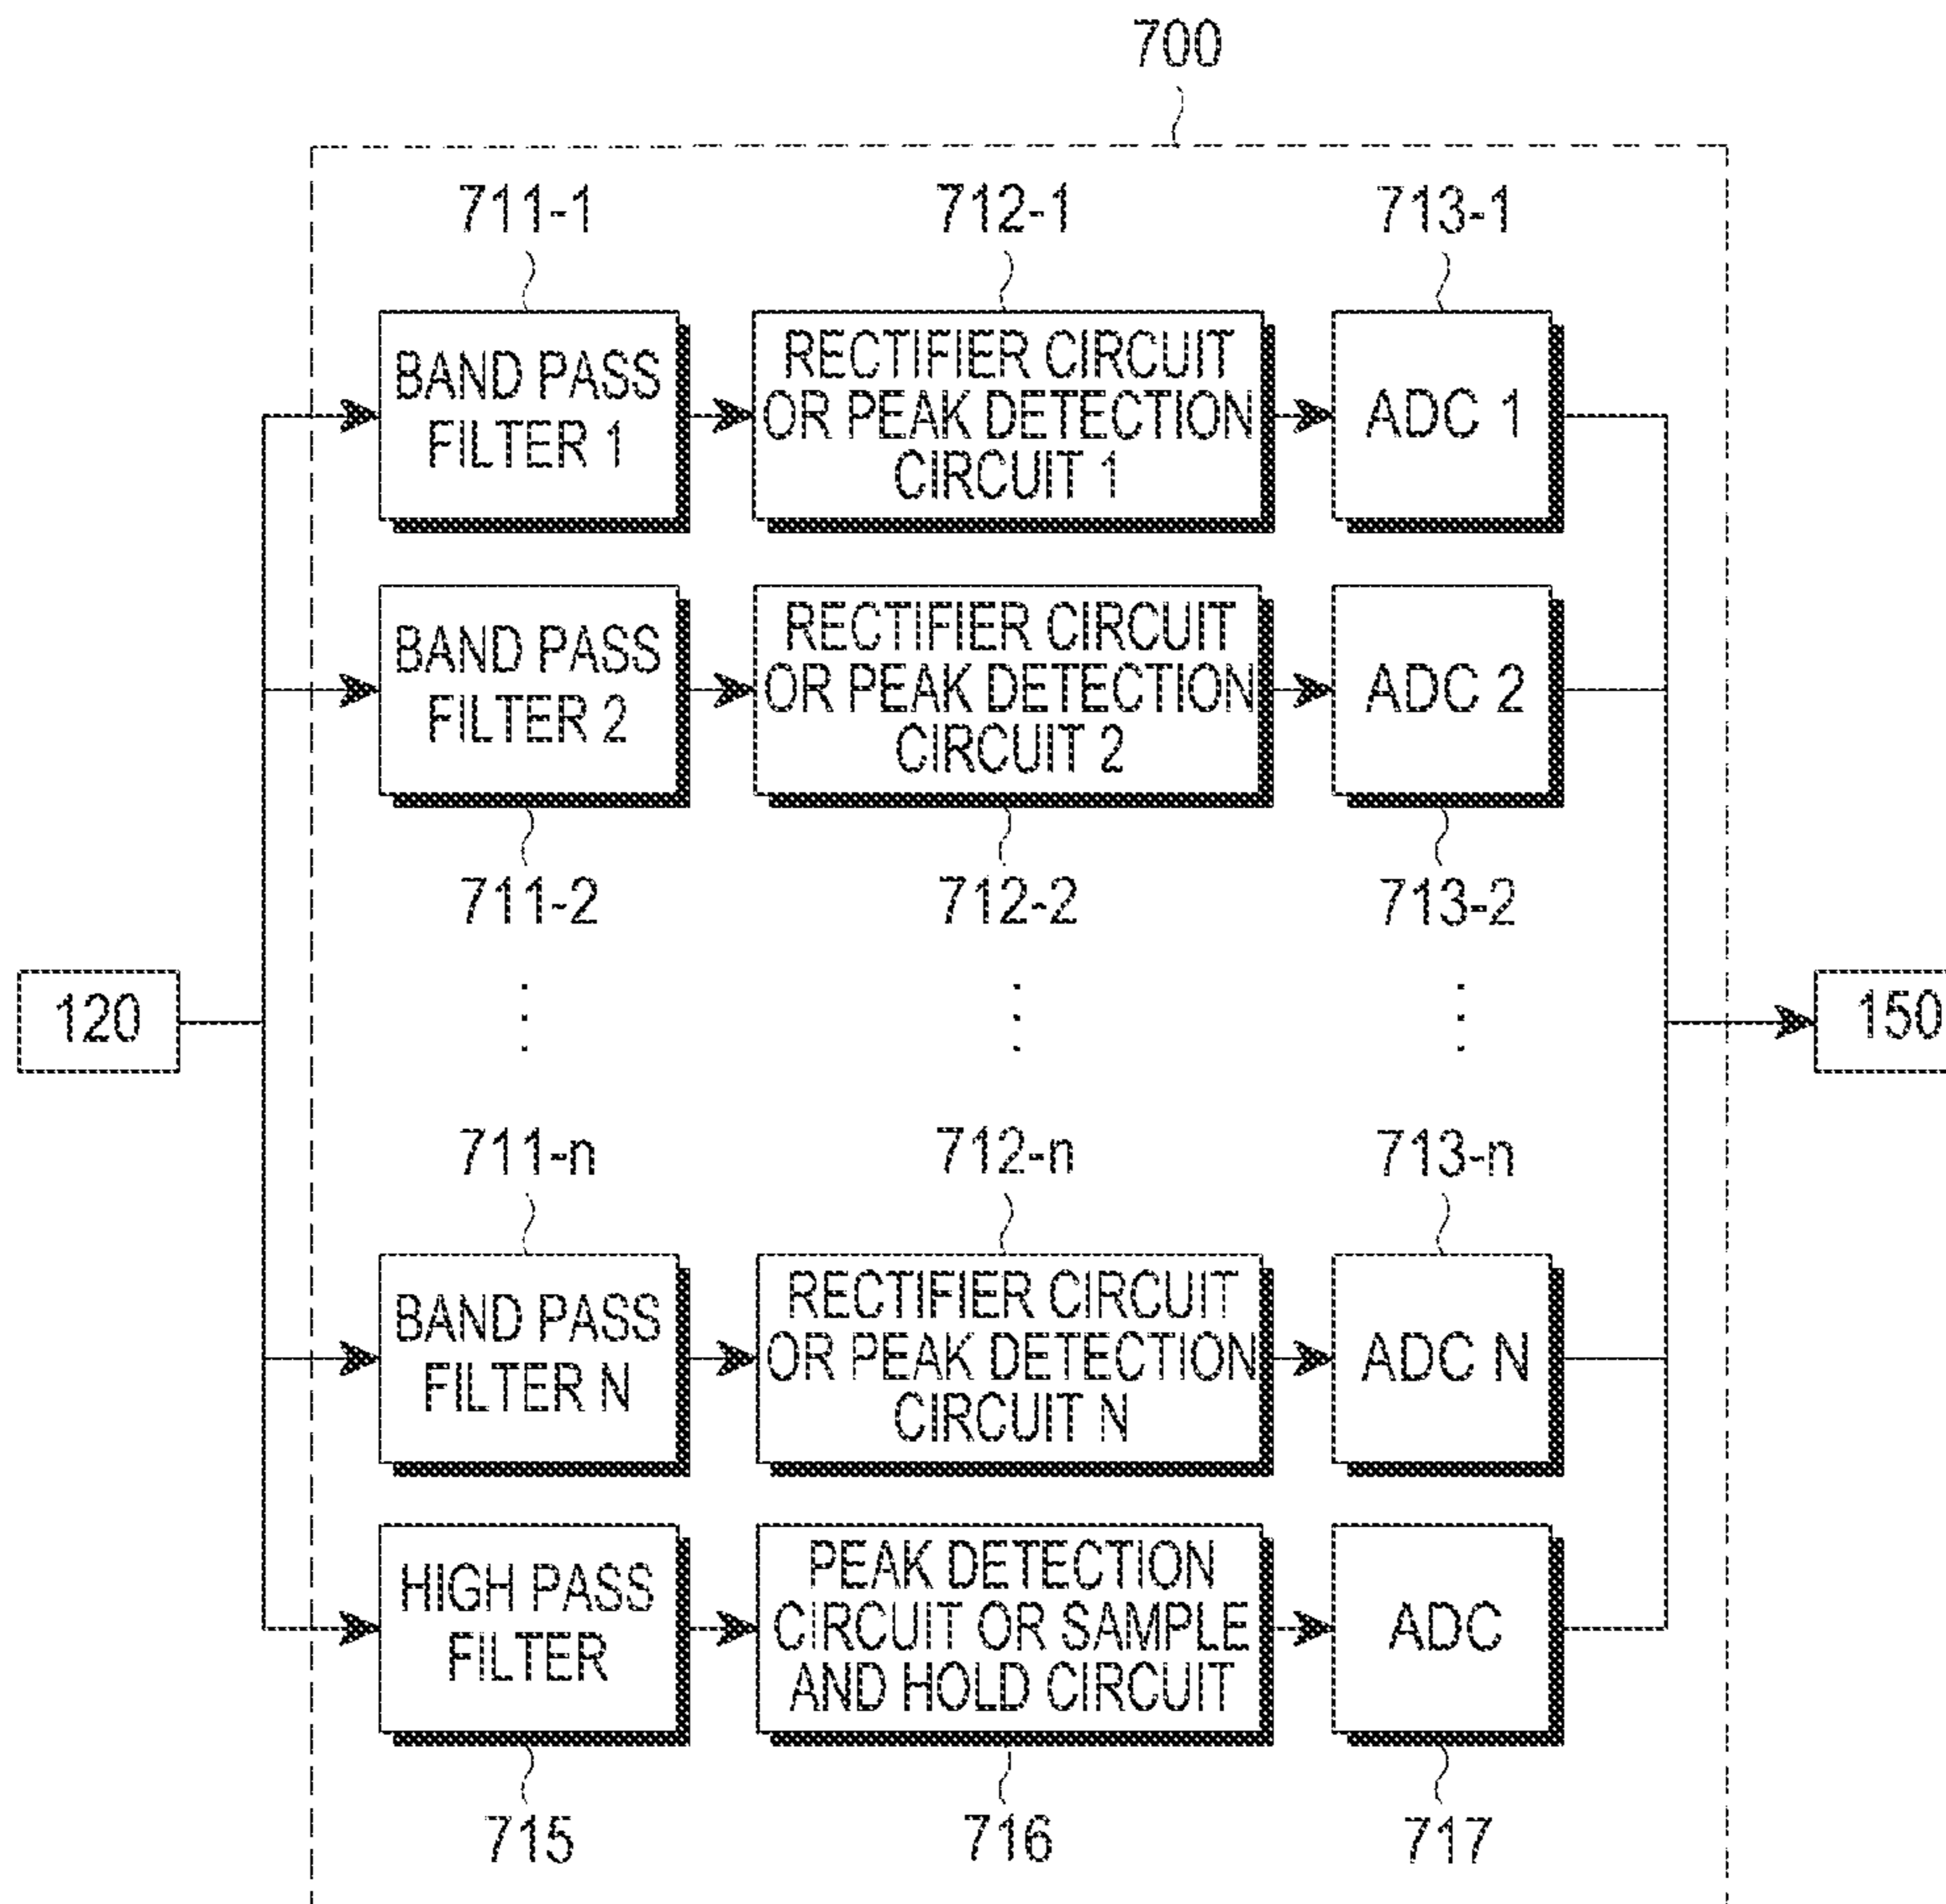 700
711-1
712-1
713-1
BAND PASS
FILTER 1
RECTIFIER CIRCUIT
OR PEAK DETECTION
CIRCUIT 1
ADC 1
BAND PASS
FILTER 2
RECTIFIER CIRCUIT
OR PEAK DETECTION
CIRCUIT 2
ADC 2
711-2
712-2
713-2
120
150
711-n
712-n
713-n
BAND PASS
FILTER N
RECTIFIER CIRCUIT
OR PEAK DETECTION
CIRCUIT N
ADC N
HIGH PASS
FILTER
PEAK DETECTION
CIRCUIT OR SAMPLE
AND HOLD CIRCUIT
ADC
715
716
717